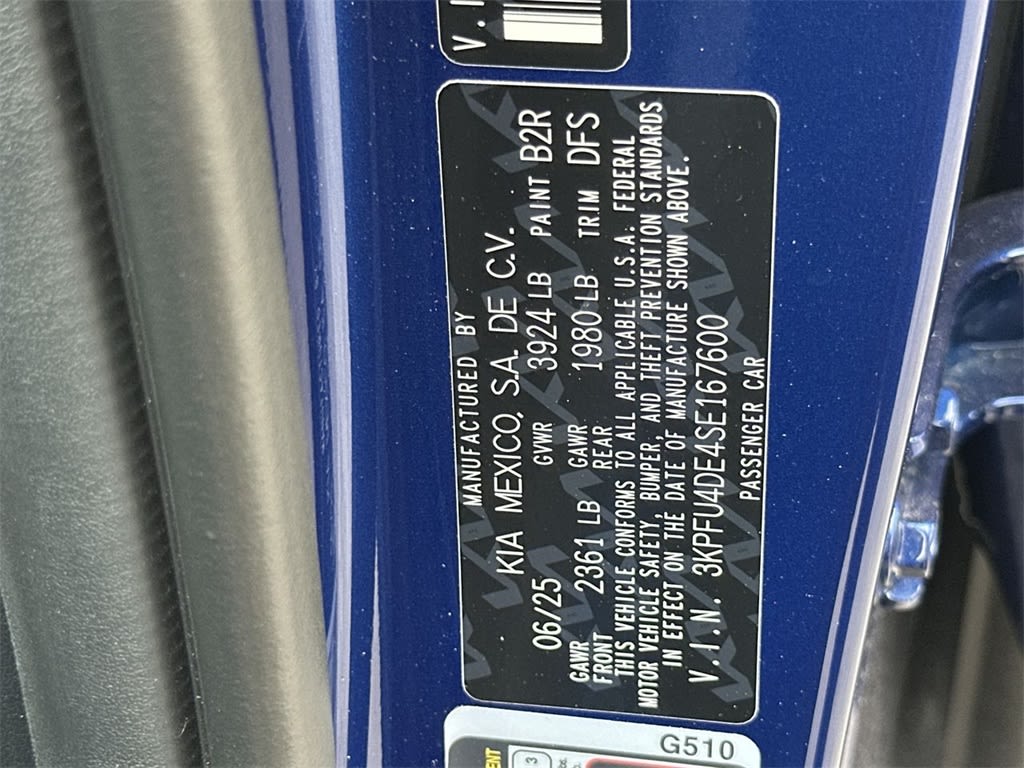 V.I
MANUFACTURED BY
KIA MEXICO, S.A. DE C.V.
06/25 GVWR 3924 LB PAINT B2R
GAWR FRONT 2361 LB GAWR REAR 1980 LB TRIM DFS
THIS VEHICLE CONFORMS TO ALL APPLICABLE U.S.A. FEDERAL
MOTOR VEHICLE SAFETY, BUMPER, AND THEFT PREVENTION STANDARDS
IN EFFECT ON THE DATE OF MANUFACTURE SHOWN ABOVE.
V.I.N. 3KPFU4DE4SE167600
PASSENGER CAR
G510
ENT
3